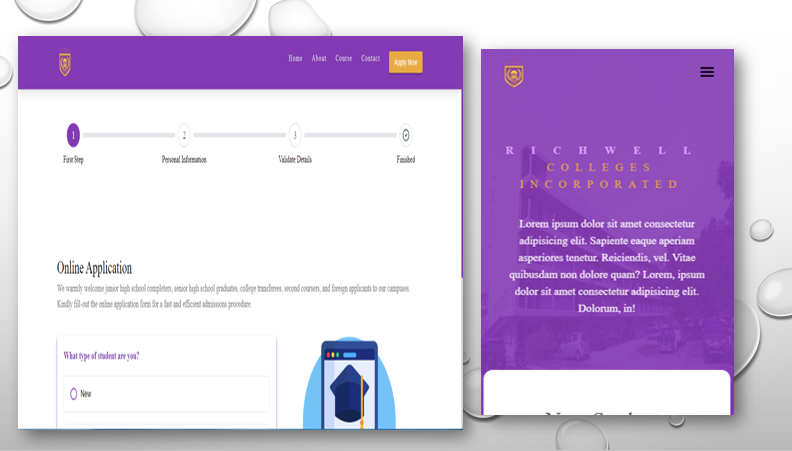 Home About Course Contact Apply Now
1 2 3
First Step Personal Information Validate Details Finished
Online Application
We warmly welcome junior high school completers, senior high school graduates, college transferees, second courses, and foreign applicants to our campuses.
Kindly fill-out the online application form for a fast and efficient admissions procedure.
What type of student are you?
New
RICHWELL
COLLEGES
INCORPORATED
Lorem ipsum dolor sit amet consectetur
adipisicing elit. Sapiente eaque aperiam
asperiores tenetur. Reiciendis, vel. Vitae
quibusdam non dolore quam? Lorem, ipsum
dolor sit amet consectetur adipisicing elit.
Dolorum, in!